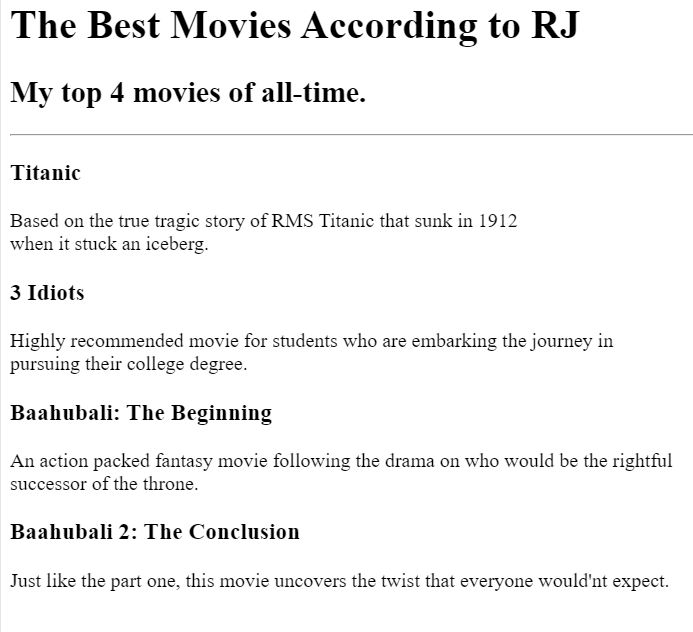 The Best Movies According to RJ
My top 4 movies of all-time.
Titanic
Based on the true tragic story of RMS Titanic that sunk in 1912
when it stuck an iceberg.
3 Idiots
Highly recommended movie for students who are embarking the journey in
pursuing their college degree.
Baahubali: The Beginning
An action packed fantasy movie following the drama on who would be the rightful
successor of the throne.
Baahubali 2: The Conclusion
Just like the part one, this movie uncovers the twist that everyone would'nt expect.